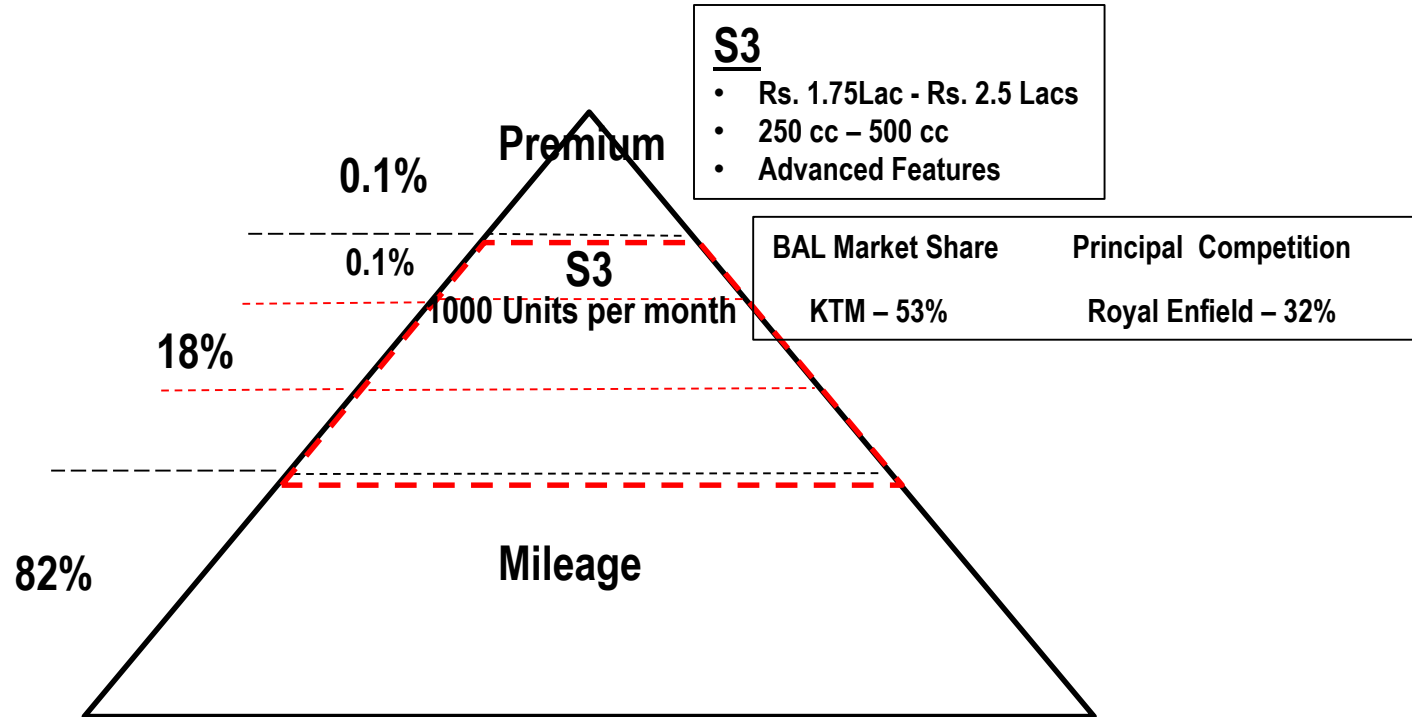 S3
• Rs. 1.75Lac - Rs. 2.5 Lacs
• 250 cc – 500 cc
• Advanced Features
Premium
0.1%
BAL Market Share Principal Competition
KTM – 53% Royal Enfield – 32%
0.1%
S3
1000 Units per month
18%
Mileage
82%